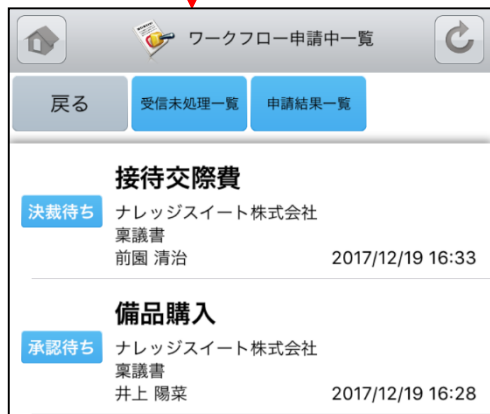 ワークフロー申請中一覧
戻る
受信未処理一覧
申請結果一覧
接待交際費
決裁待ち
ナレッジスイート株式会社
稟議書
前園 清治
2017/12/19 16:33
備品購入
承認待ち
ナレッジスイート株式会社
稟議書
井上 陽菜
2017/12/19 16:28